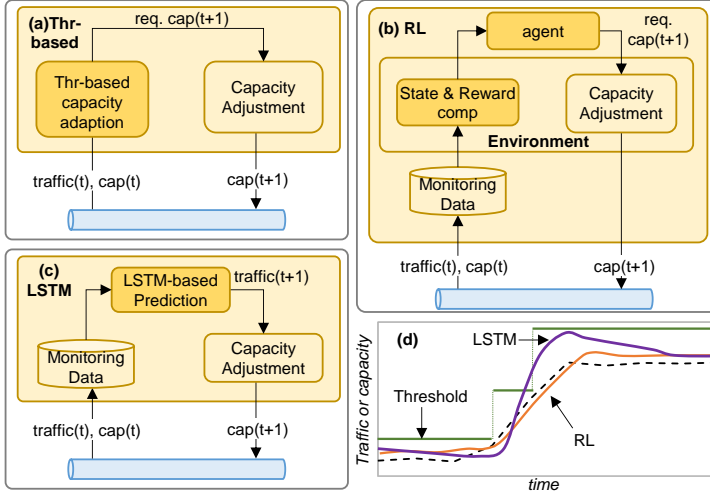 (a)Thr-
based
req. cap(t+1)
Thr-based
capacity
adaption
Capacity
Adjustment
traffic(t), cap(t)
cap(t+1)
(b) RL
agent
req.
cap(t+1)
State & Reward
comp
Capacity
Adjustment
Environment
Monitoring
Data
traffic(t), cap(t)
cap(t+1)
(c)
LSTM
LSTM-based
Prediction
traffic(t+1)
Monitoring
Data
Capacity
Adjustment
traffic(t), cap(t)
cap(t+1)
(d)
LSTM
Threshold
RL
Traffic or capacity
time